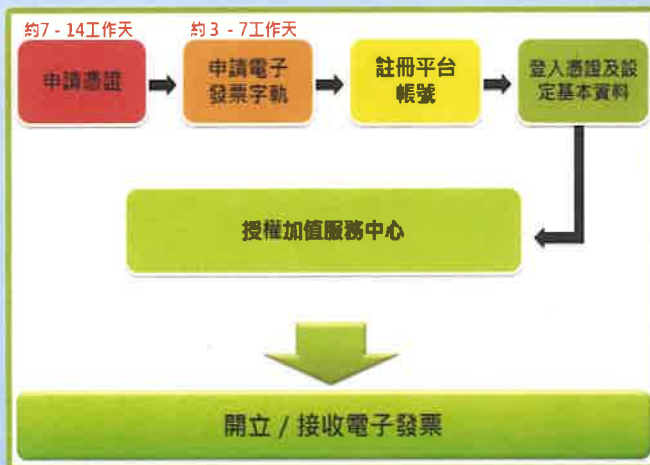 約7 - 14工作天
約3 - 7工作天
申請憑證
申請電子
發票字軌
註冊平台
帳號
登入憑證及設
定基本資料
授權加值服務中心
開立 / 接收電子發票